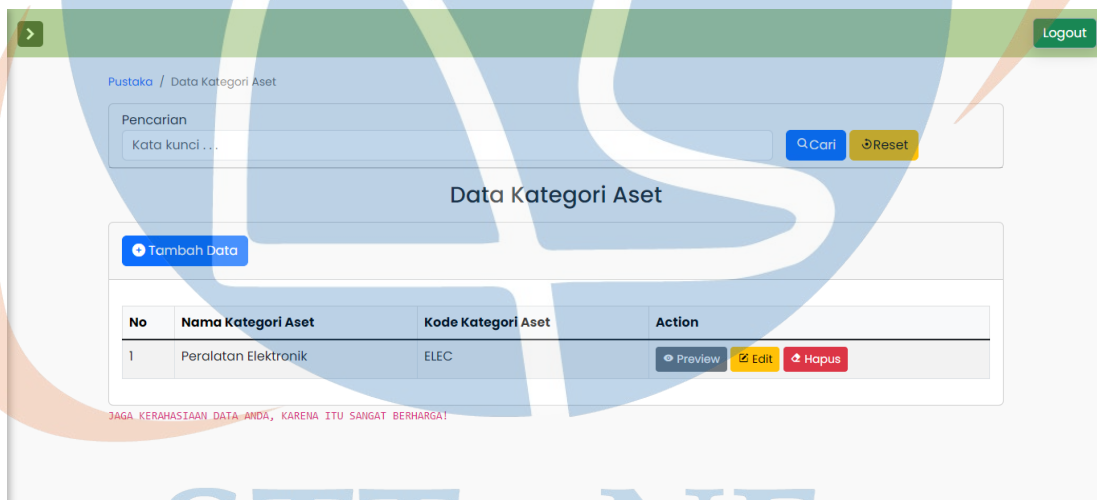 Logout
Pustaka / Data Kategori Aset
Pencarian
Kata kunci . . .
Cari
Reset
Data Kategori Aset
Tambah Data
No Nama Kategori Aset Kode Kategori Aset Action
1 Peralatan Elektronik ELEC Preview Edit Hapus
JAGA KERAHASIAAN DATA ANDA, KARENA ITU SANGAT BERHARGA!
STT - NF